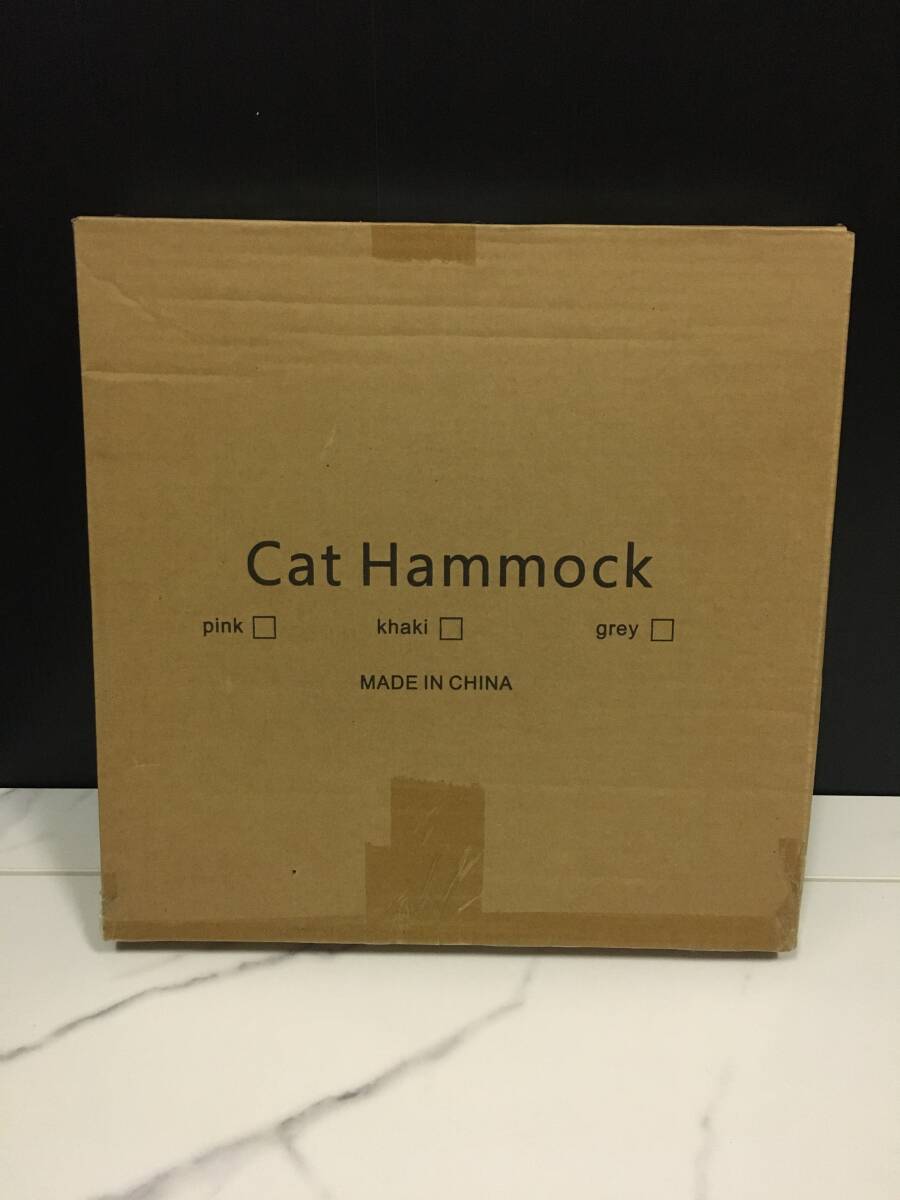 Cat Hammock
pink □ khaki □ grey □
MADE IN CHINA